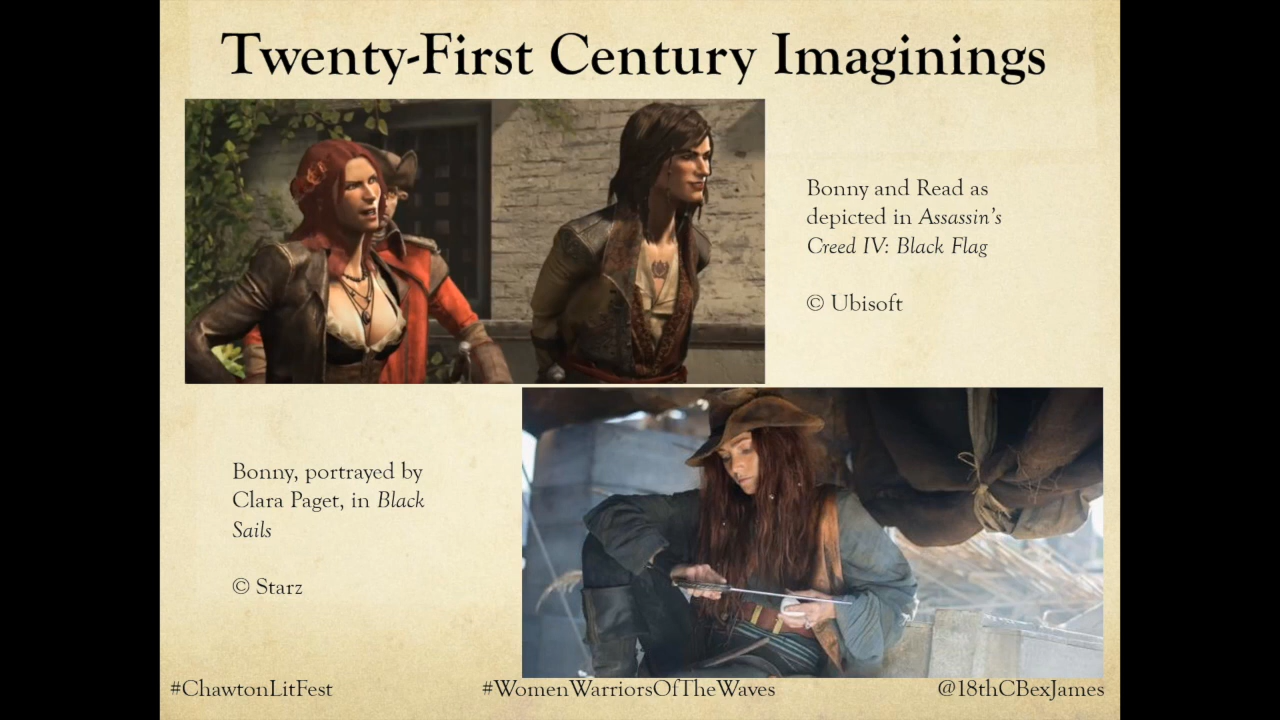 Twenty-First Century Imaginings
Bonny and Read as
depicted in Assassin's
Creed IV: Black Flag
© Ubisoft
Bonny, portrayed by
Clara Paget, in Black
Sails
© Starz
#ChawtonLitFest
#WomenWarriorsOfTheWaves
@18thCBexJames